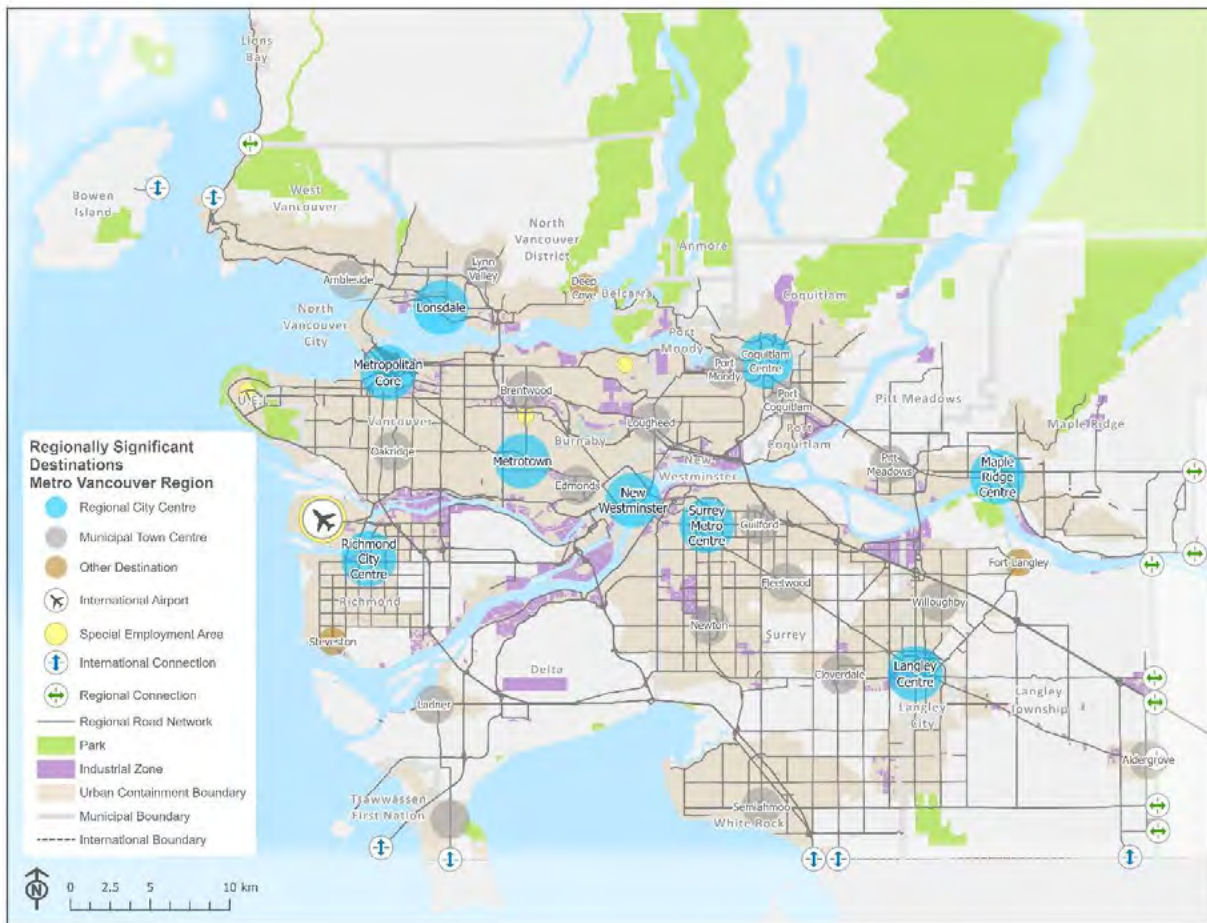 Lions
Bay
Bowen
Island
West
Vancouver
North
Vancouver
District
Anmore
Lynn
Valley
Ambleside
Deep
Cove
Belcarra
Coquitlam
Lonsdale
North
Vancouver
City
Port
Moody
Metropolitan
Core
Port
Moody
Coquitlam
Centre
Brentwood
Port
Coquitlam
Pitt Meadows
U.E.L.
Vancouver
Burnaby
Lougheed
Port
Coquitlam
Maple Ridge
Oakridge
Metrotown
New
Westminster
Pitt
Meadows
Maple
Ridge
Centre
Edmonds
New
Westminster
Surrey
Metro
Centre
Guilford
Richmond
City
Centre
Fort Langley
Fleetwood
Richmond
Willoughby
Steveston
Newton
Surrey
Delta
Cloverdale
Langley
Centre
Langley
Township
Ladner
Langley
City
Aldergrove
Tsawwassen
First Nation
Semiahmoo
White Rock
Regionally Significant
Destinations
Metro Vancouver Region
Regional City Centre
Municipal Town Centre
Other Destination
International Airport
Special Employment Area
International Connection
Regional Connection
Regional Road Network
Park
Industrial Zone
Urban Containment Boundary
Municipal Boundary
International Boundary
N
0 2.5 5 10 km